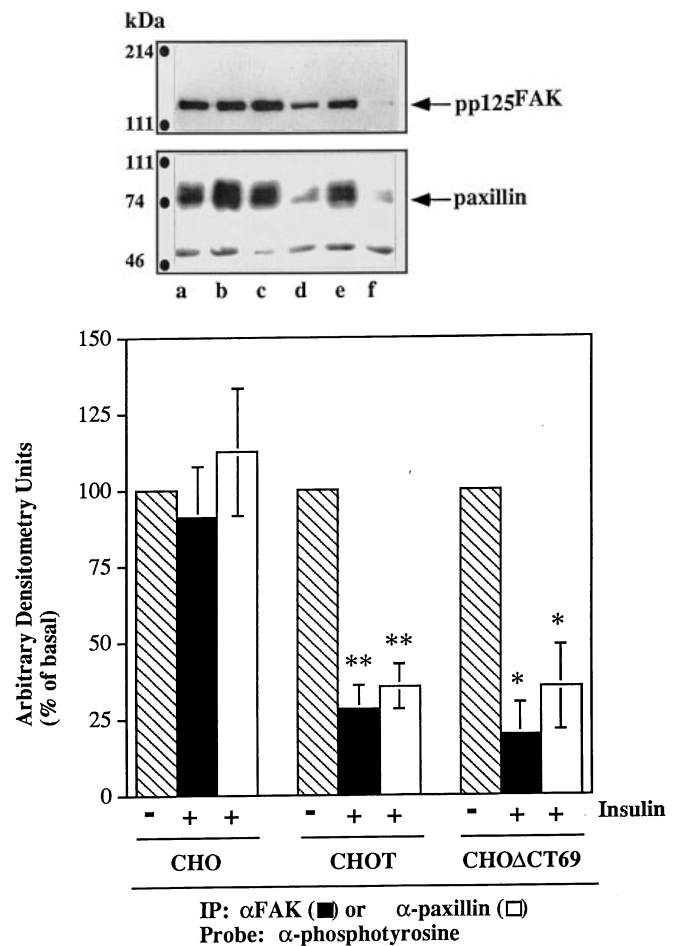 kDa
214
pp125FAK
111
111
74
paxillin
46
a b c d e f
150
125
100
75
50
25
0
Arbitrary Densitometry Units
(% of basal)
** **
* *
- + + - + + - + + Insulin
CHO CHOT CHOΔCT69
IP: αFAK (■) or α-paxillin (□)
Probe: α-phosphotyrosine